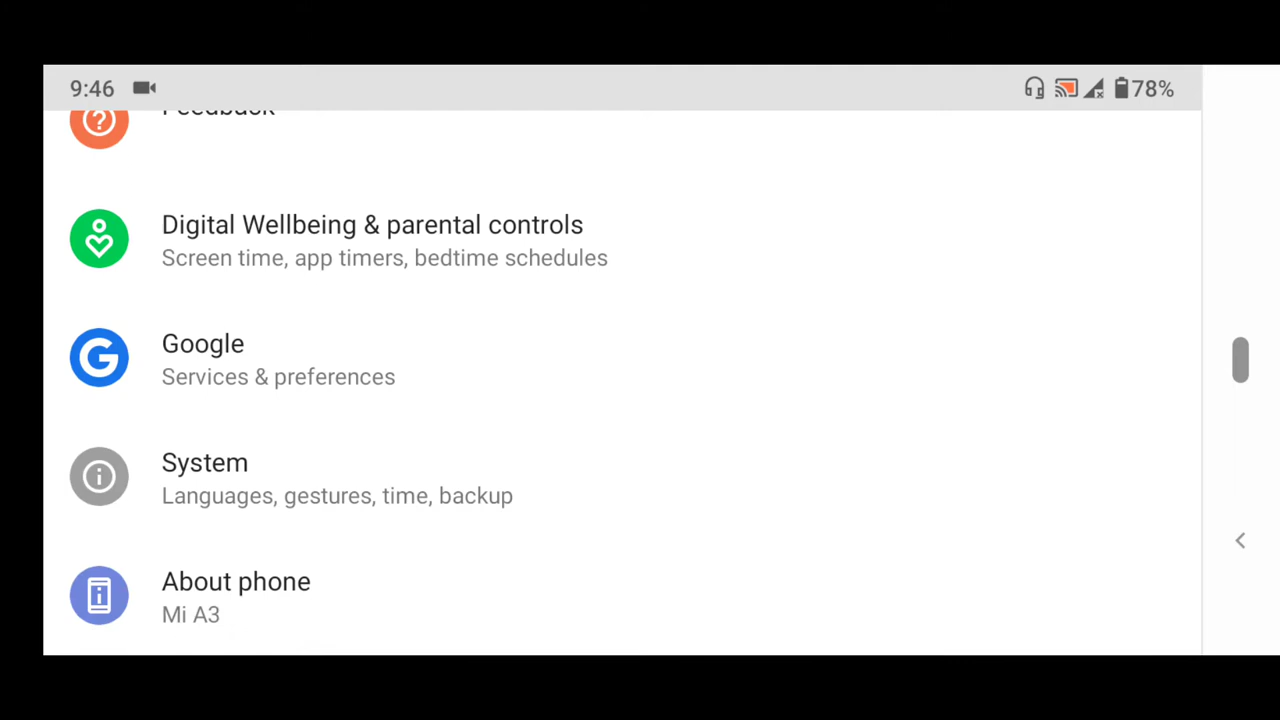 9:46
78%
Feedback
Digital Wellbeing & parental controls
Screen time, app timers, bedtime schedules
Google
Services & preferences
System
Languages, gestures, time, backup
About phone
Mi A3